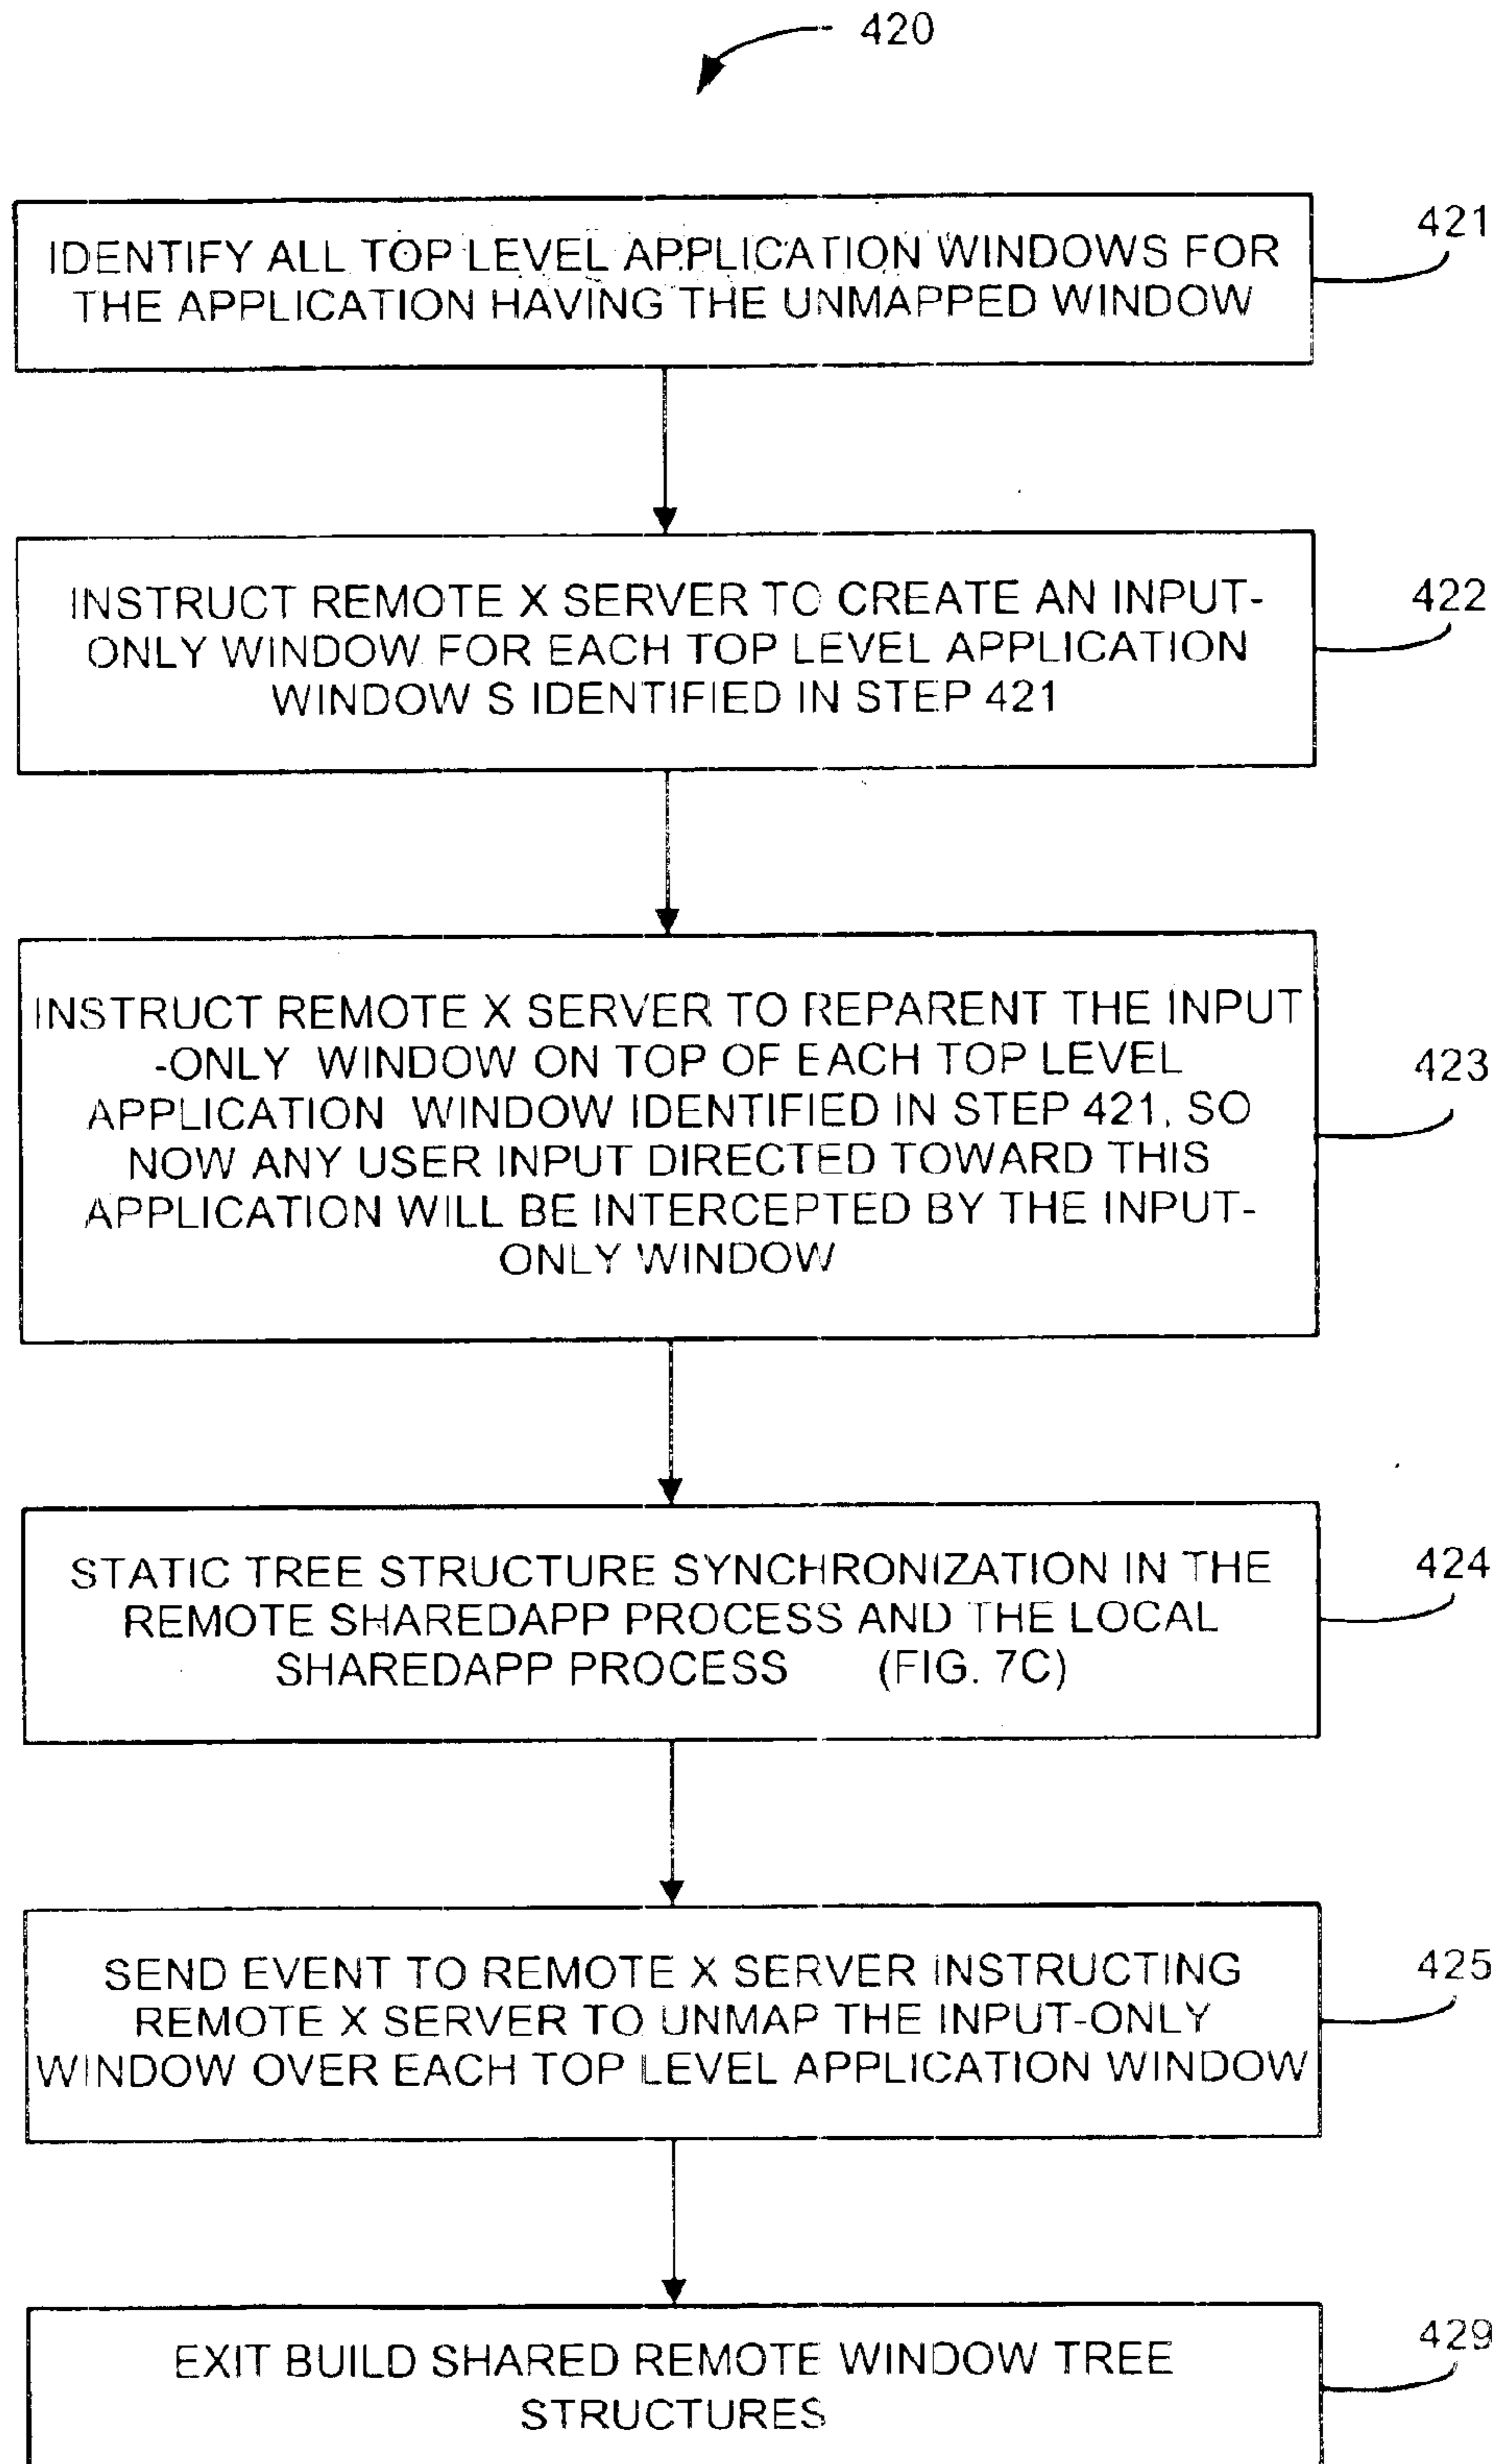 420
IDENTIFY ALL TOP LEVEL APPLICATION WINDOWS FOR
THE APPLICATION HAVING THE UNMAPPED WINDOW
421
INSTRUCT REMOTE X SERVER TO CREATE AN INPUT-
ONLY WINDOW FOR EACH TOP LEVEL APPLICATION
WINDOW S IDENTIFIED IN STEP 421
422
INSTRUCT REMOTE X SERVER TO REPARENT THE INPUT
-ONLY WINDOW ON TOP OF EACH TOP LEVEL
APPLICATION WINDOW IDENTIFIED IN STEP 421, SO
NOW ANY USER INPUT DIRECTED TOWARD THIS
APPLICATION WILL BE INTERCEPTED BY THE INPUT-
ONLY WINDOW
423
STATIC TREE STRUCTURE SYNCHRONIZATION IN THE
REMOTE SHAREDAPP PROCESS AND THE LOCAL
SHAREDAPP PROCESS (FIG. 7C)
424
SEND EVENT TO REMOTE X SERVER INSTRUCTING
REMOTE X SERVER TO UNMAP THE INPUT-ONLY
WINDOW OVER EACH TOP LEVEL APPLICATION WINDOW
425
EXIT BUILD SHARED REMOTE WINDOW TREE
STRUCTURES
429